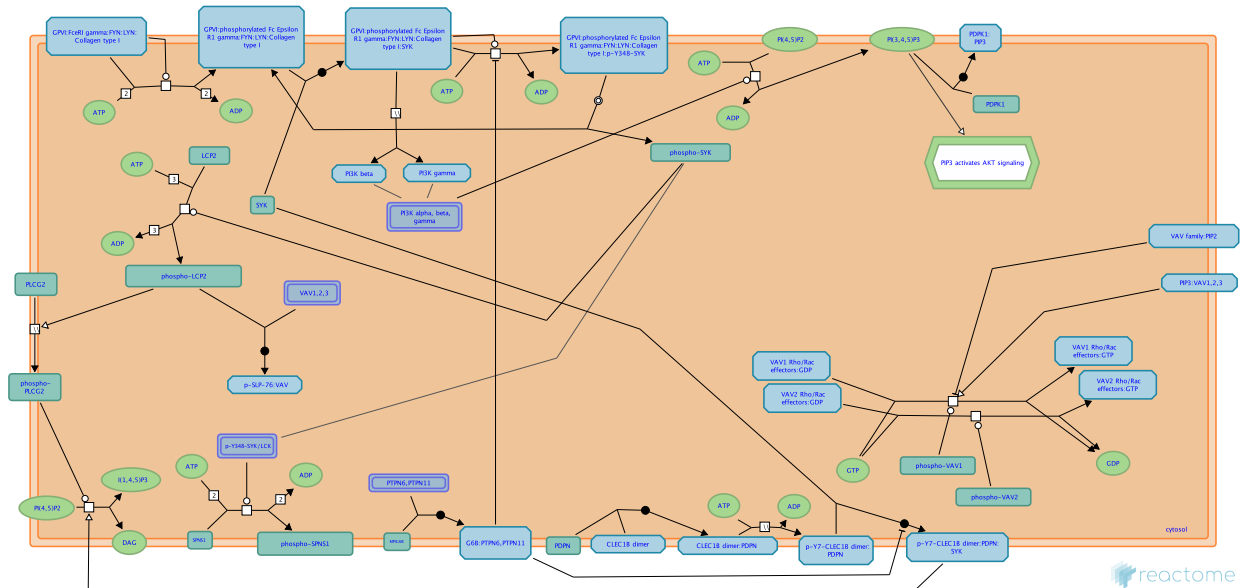 GPVI:FceRI gamma:FYN:LYN:
Collagen type I
GPVI:phosphorylated Fc Epsilon
R1 gamma:FYN:LYN:Collagen
type I
GPVI:phosphorylated Fc Epsilon
R1 gamma:FYN:LYN:Collagen
type I:SYK
GPVI:phosphorylated Fc Epsilon
R1 gamma:FYN:LYN:Collagen
type I:p-Y348-SYK
PI(4,5)P2
PI(3,4,5)P3
PDPK1:
PIP3
ATP
2
2
ADP
ATP
ADP
ATP
ADP
PDPK1
\\
LCP2
ATP
3
3
ADP
SYK
PI3K beta
PI3K gamma
PI3K alpha, beta,
gamma
phospho-SYK
PIP3 activates AKT signaling
VAV family:PIP2
PIP3:VAV1,2,3
PLCG2
\\
phospho-
PLCG2
phospho-LCP2
VAV1,2,3
p-SLP-76:VAV
VAV1 Rho/Rac
effectors:GDP
VAV2 Rho/Rac
effectors:GDP
VAV1 Rho/Rac
effectors:GTP
VAV2 Rho/Rac
effectors:GTP
GTP
phospho-VAV1
phospho-VAV2
GDP
p-Y348-SYK/LCK
ATP
2
2
ADP
SPNS1
phospho-SPNS1
I(1,4,5)P3
PI(4,5)P2
DAG
PTPN6,PTPN11
G6B:PTPN6,PTPN11
PDPN
CLEC1B dimer
CLEC1B dimer:PDPN
ATP
\\
ADP
p-Y7-CLEC1B dimer:
PDPN
p-Y7-CLEC1B dimer:PDPN:
SYK
cytosol
reactome